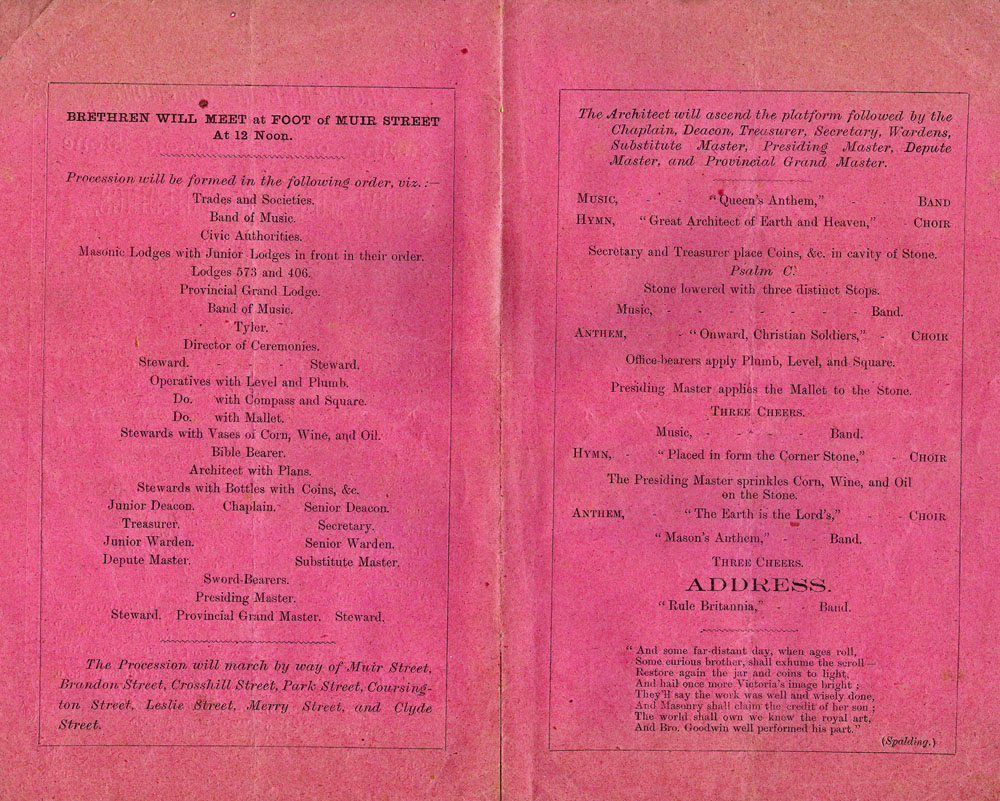 BRETHREN WILL MEET at FOOT of MUIR STREET
At 12 Noon.
Procession will be formed in the following order, viz. :—
Trades and Societies.
Band of Music.
Civic Authorities.
Masonic Lodges with Junior Lodges in front in their order.
Lodges 573 and 406.
Provincial Grand Lodge.
Band of Music.
Tyler.
Director of Ceremonies.
Steward. - - - Steward.
Operatives with Level and Plumb.
Do. with Compass and Square.
Do. with Mallet.
Stewards with Vases of Corn, Wine, and Oil.
Bible Bearer.
Architect with Plans.
Stewards with Bottles with Coins, &c.
Junior Deacon. Chaplain. Senior Deacon.
Treasurer. Secretary.
Junior Warden. Senior Warden.
Depute Master. Substitute Master.
Sword-Bearers.
Presiding Master.
Steward. Provincial Grand Master. Steward.
The Procession will march by way of Muir Street,
Brandon Street, Crosshill Street, Park Street, Coursing-
ton Street, Leslie Street, Merry Street, and Clyde
Street.
The Architect will ascend the platform followed by the
Chaplain, Deacon, Treasurer, Secretary, Wardens,
Substitute Master, Presiding Master, Depute
Master, and Provincial Grand Master.
MUSIC, - - "Queen's Anthem," - - BAND
HYMN, "Great Architect of Earth and Heaven," - CHOIR
Secretary and Treasurer place Coins, &c. in cavity of Stone.
Psalm C.
Stone lowered with three distinct Stops.
Music, - - - - - - - Band.
ANTHEM, - - "Onward, Christian Soldiers," - CHOIR
Office-bearers apply Plumb, Level, and Square.
Presiding Master applies the Mallet to the Stone.
THREE CHEERS.
Music, - - - - Band.
HYMN, - "Placed in form the Corner Stone," - CHOIR
The Presiding Master sprinkles Corn, Wine, and Oil
on the Stone.
ANTHEM, - "The Earth is the Lord's," - - CHOIR
"Mason's Anthem," - - Band.
THREE CHEERS.
ADDRESS.
"Rule Britannia," - - Band.
"And some far-distant day, when ages roll,
Some curious brother, shall exhume the scroll—
Restore again the jar and coins to light,
And hail once more Victoria's image bright ;
They'll say the work was well and wisely done,
And Masonry shall claim the credit of her son ;
The world shall own we knew the royal art,
And Bro. Goodwin well performed his part."
(Spalding.)